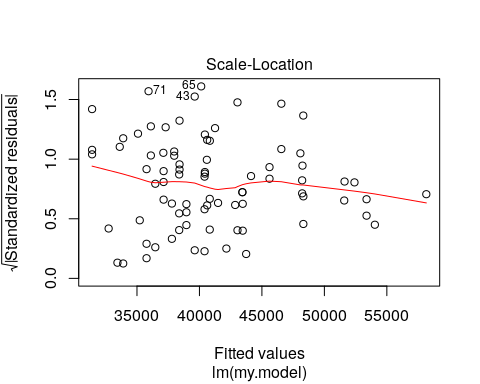 Scale-Location
√|Standardized residuals|
1.5
1.0
0.5
0.0
71
65
43
35000 40000 45000 50000 55000
Fitted values
lm(my.model)